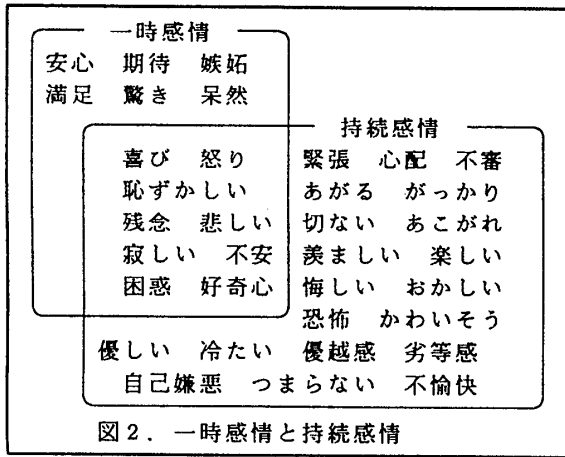 一時感情
安心 期待 嫉妬
満足 驚き 呆然
持続感情
喜び 怒り 緊張 心配 不審
恥ずかしい あがる がっかり
残念 悲しい 切ない あこがれ
寂しい 不安 羨ましい 楽しい
困惑 好奇心 悔しい おかしい
恐怖 かわいそう
優しい 冷たい 優越感 劣等感
自己嫌悪 つまらない 不愉快
図2. 一時感情と持続感情